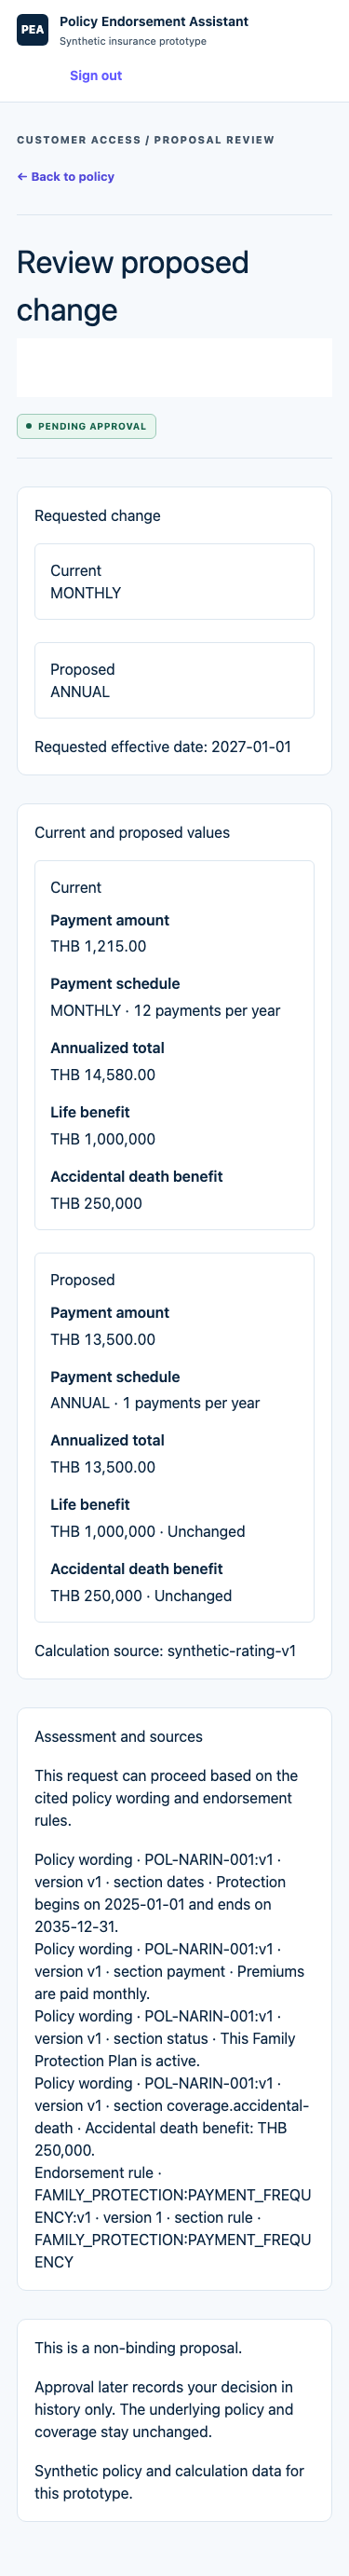 PEA
Policy Endorsement Assistant
Synthetic insurance prototype
Sign out
CUSTOMER ACCESS / PROPOSAL REVIEW
← Back to policy
Review proposed
change
PENDING APPROVAL
Requested change
Current
MONTHLY
Proposed
ANNUAL
Requested effective date: 2027-01-01
Current and proposed values
Current
Payment amount
THB 1,215.00
Payment schedule
MONTHLY · 12 payments per year
Annualized total
THB 14,580.00
Life benefit
THB 1,000,000
Accidental death benefit
THB 250,000
Proposed
Payment amount
THB 13,500.00
Payment schedule
ANNUAL · 1 payments per year
Annualized total
THB 13,500.00
Life benefit
THB 1,000,000 · Unchanged
Accidental death benefit
THB 250,000 · Unchanged
Calculation source: synthetic-rating-v1
Assessment and sources
This request can proceed based on the
cited policy wording and endorsement
rules.
Policy wording · POL-NARIN-001:v1 ·
version v1 · section dates · Protection
begins on 2025-01-01 and ends on
2035-12-31.
Policy wording · POL-NARIN-001:v1 ·
version v1 · section payment · Premiums
are paid monthly.
Policy wording · POL-NARIN-001:v1 ·
version v1 · section status · This Family
Protection Plan is active.
Policy wording · POL-NARIN-001:v1 ·
version v1 · section coverage.accidental-
death · Accidental death benefit: THB
250,000.
Endorsement rule ·
FAMILY_PROTECTION:PAYMENT_FREQU
ENCY:v1 · version 1 · section rule ·
FAMILY_PROTECTION:PAYMENT_FREQU
ENCY
This is a non-binding proposal.
Approval later records your decision in
history only. The underlying policy and
coverage stay unchanged.
Synthetic policy and calculation data for
this prototype.